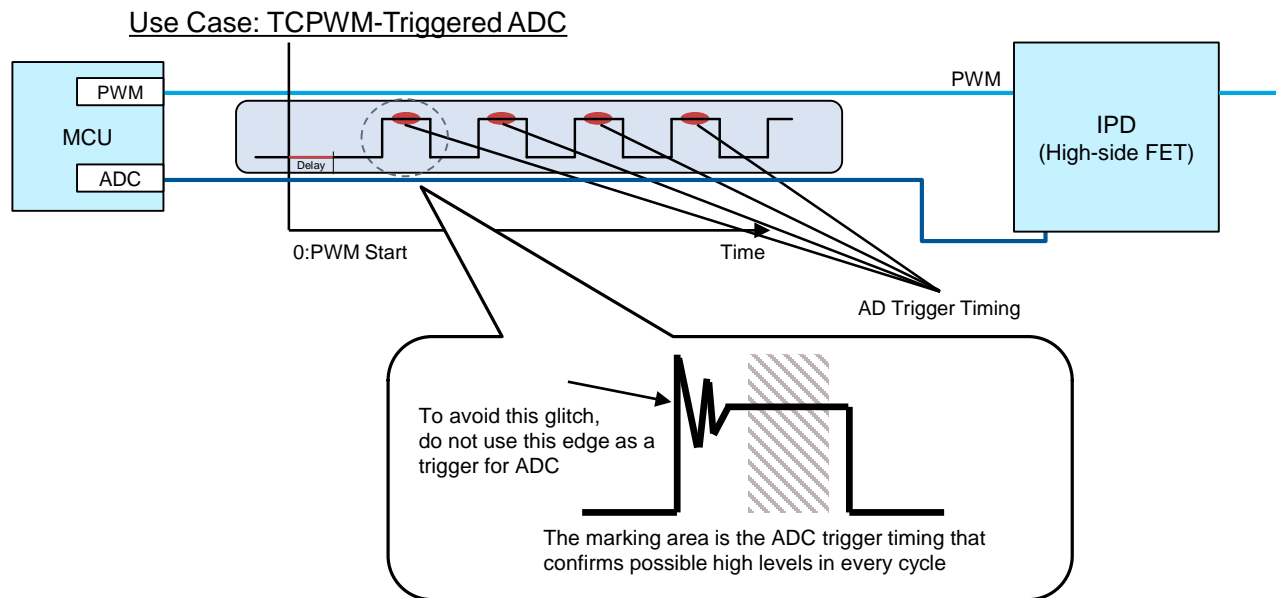 Use Case: TCPWM-Triggered ADC
PWM
MCU
ADC
Delay
PWM
IPD
(High-side FET)
0:PWM Start
Time
AD Trigger Timing
To avoid this glitch,
do not use this edge as a
trigger for ADC
The marking area is the ADC trigger timing that
confirms possible high levels in every cycle